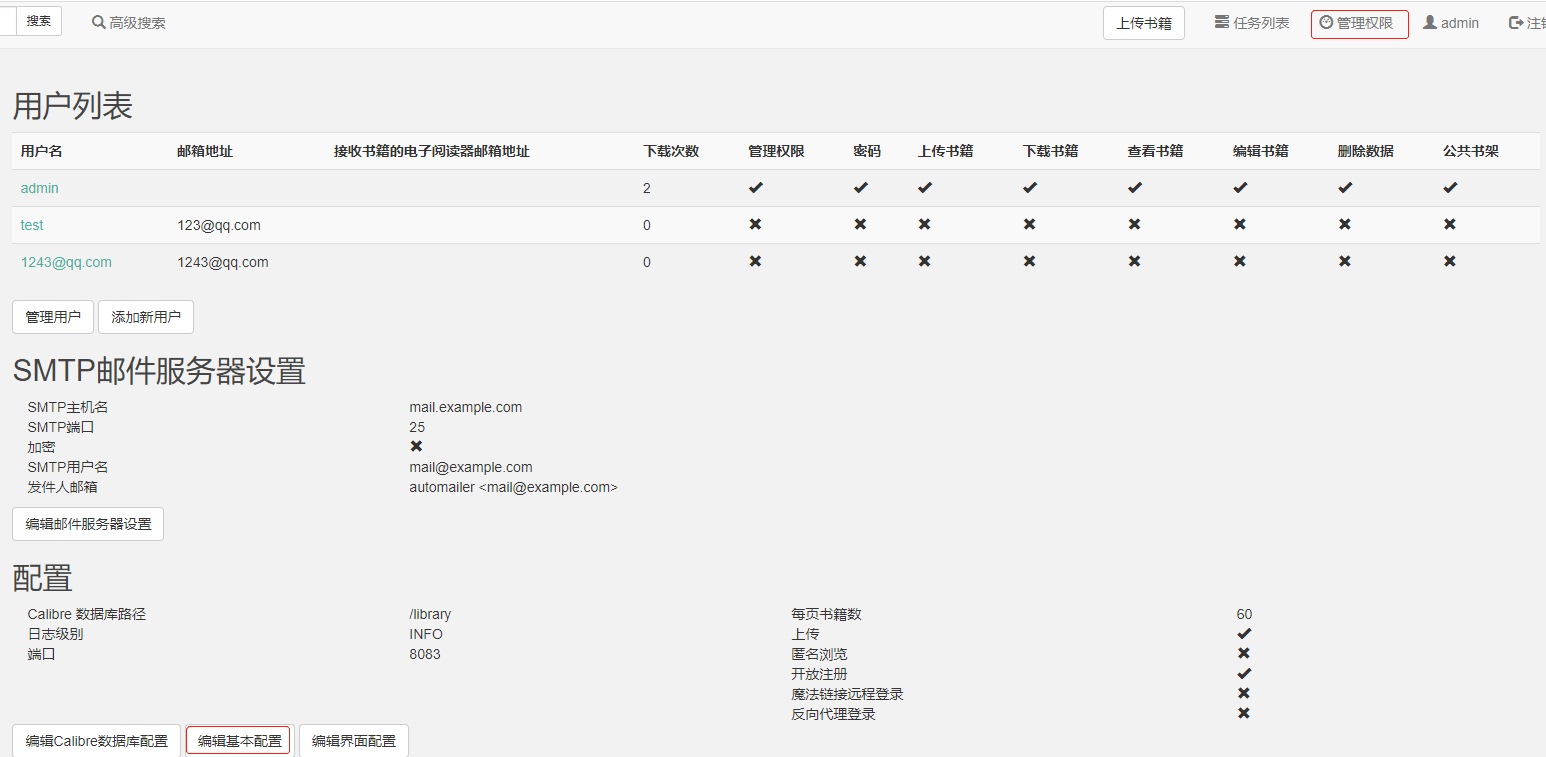 搜索 高级搜索 上传书籍 任务列表 管理权限 admin 注
用户列表
用户名 邮箱地址 接收书籍的电子阅读器邮箱地址 下载次数 管理权限 密码 上传书籍 下载书籍 查看书籍 编辑书籍 删除数据 公共书架
admin 2
test 123@qq.com 0
1243@qq.com 1243@qq.com 0
管理用户 添加新用户
SMTP邮件服务器设置
SMTP主机名 mail.example.com
SMTP端口 25
加密
SMTP用户名 mail@example.com
发件人邮箱 automailer <mail@example.com>
编辑邮件服务器设置
配置
Calibre 数据库路径 /library 每页书籍数 60
日志级别 INFO 上传
端口 8083 匿名浏览
开放注册
魔法链接远程登录
反向代理登录
编辑Calibre数据库配置 编辑基本配置 编辑界面配置